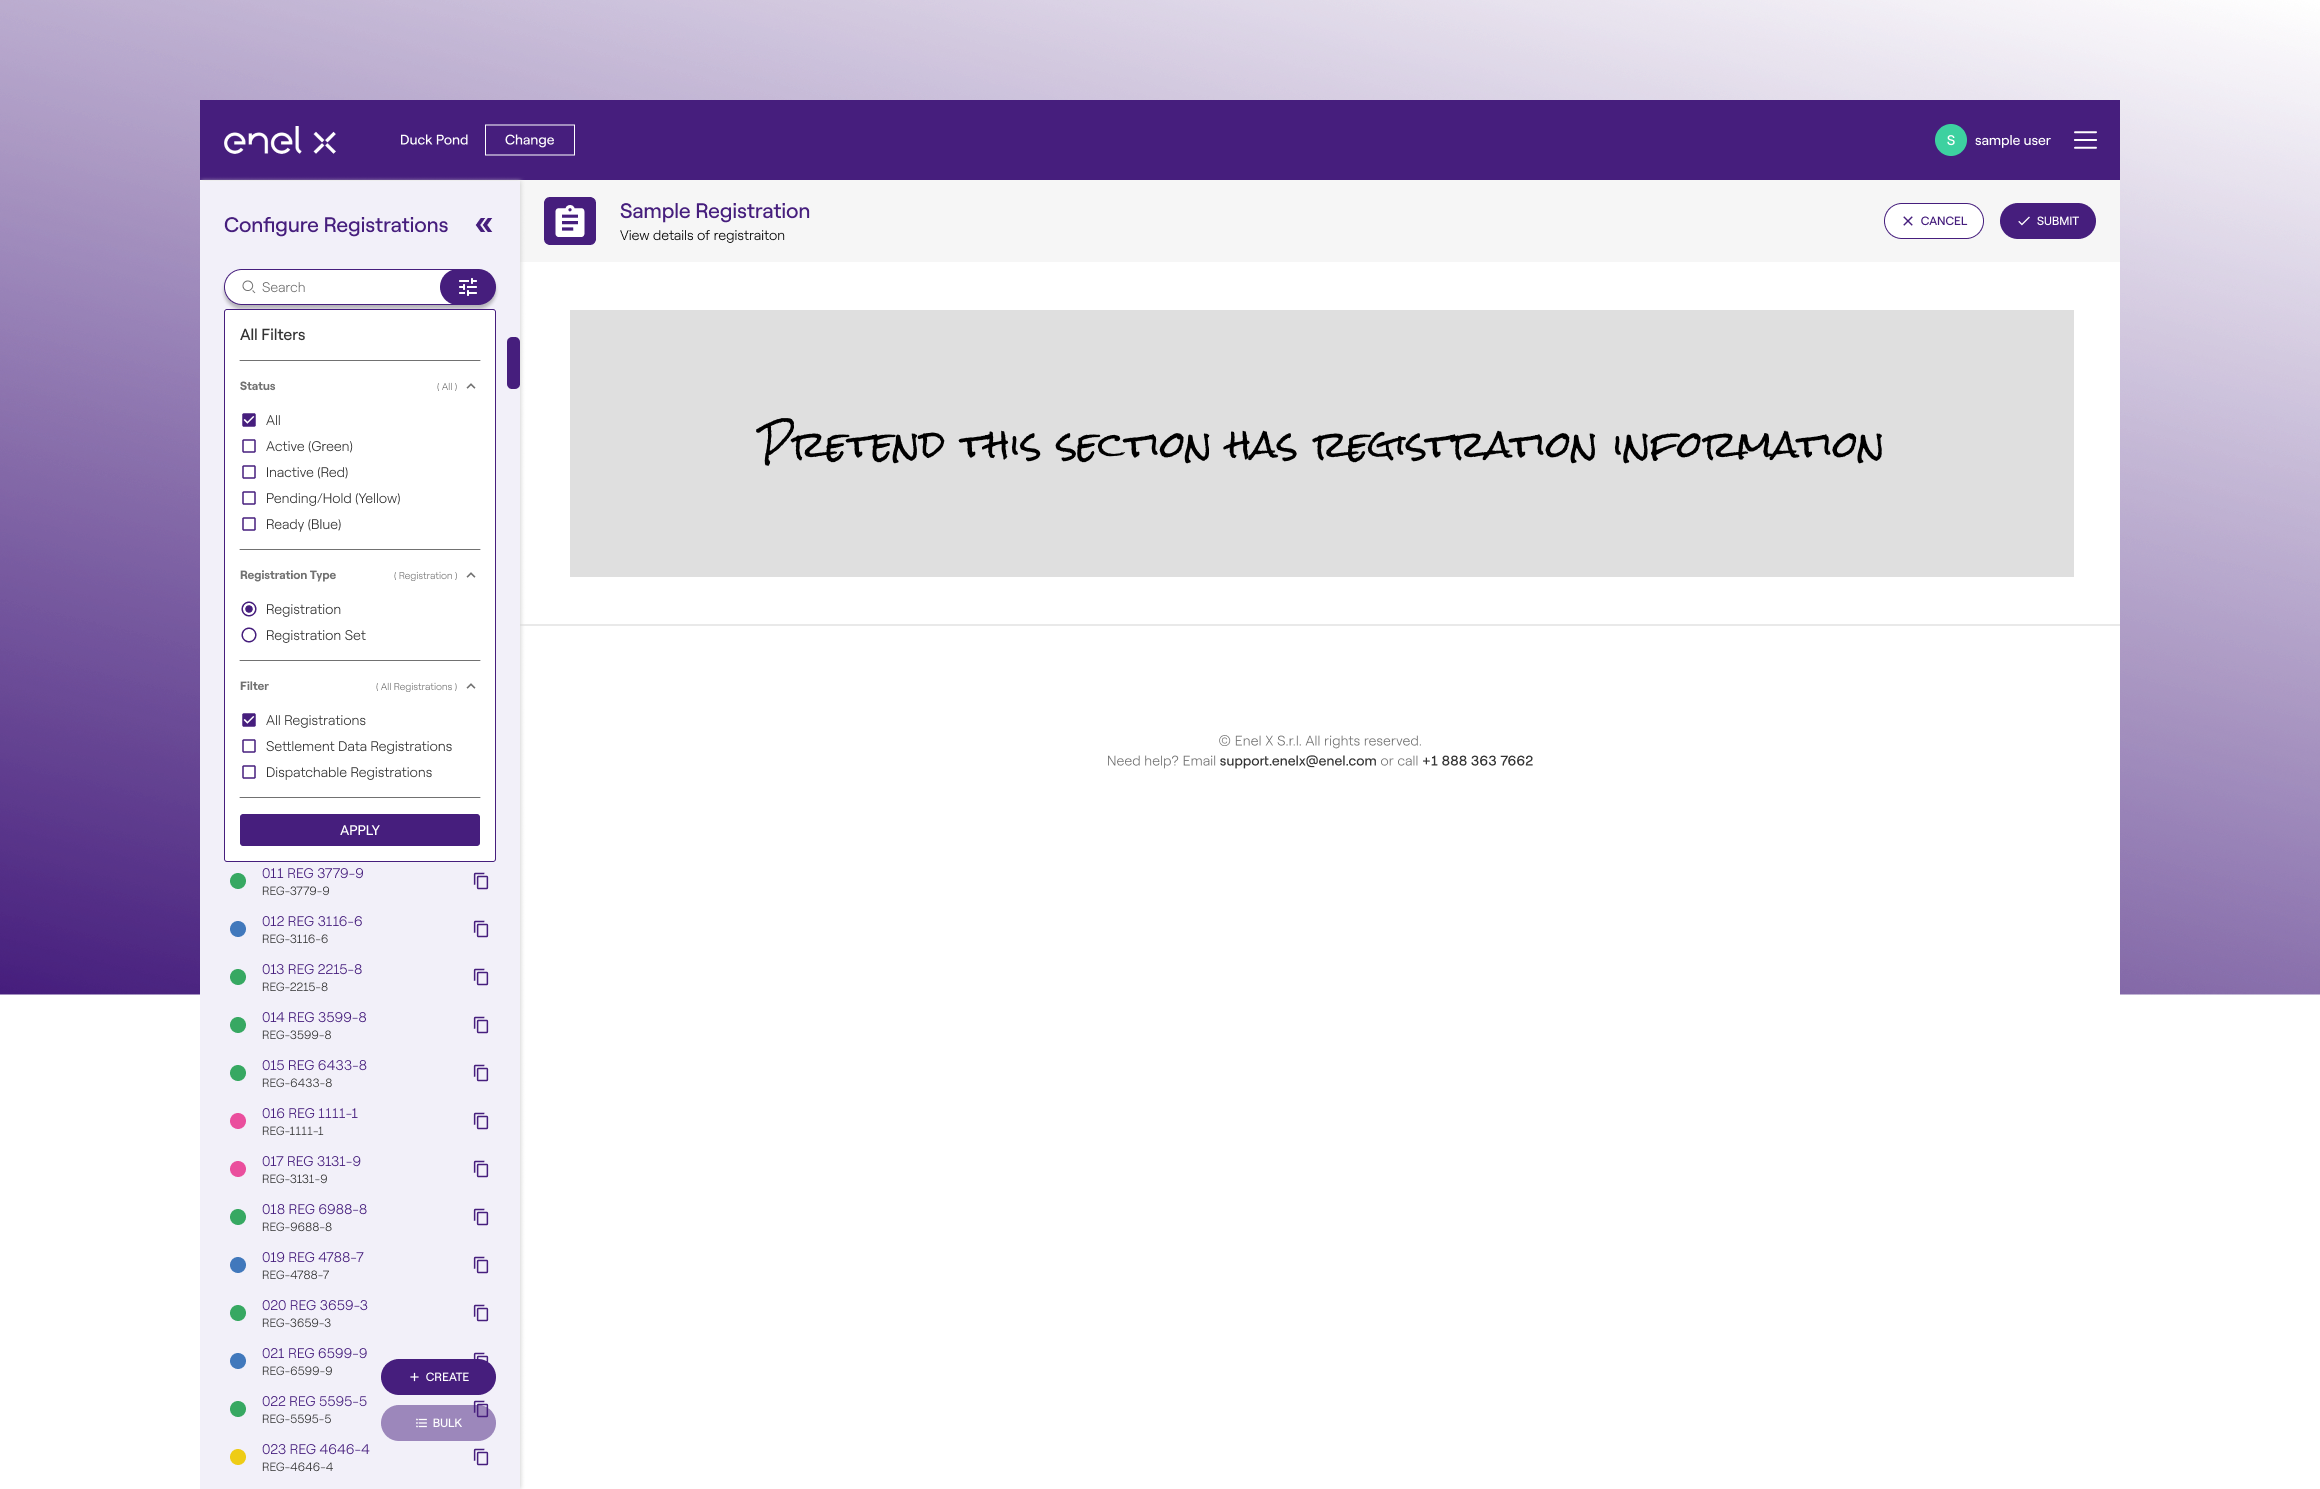 enel x
Duck Pond
Change
S
sample user
Configure Registrations
Search
All Filters
Status
( All )
All
Active (Green)
Inactive (Red)
Pending/Hold (Yellow)
Ready (Blue)
Registration Type
( Registration )
Registration
Registration Set
Filter
( All Registrations )
All Registrations
Settlement Data Registrations
Dispatchable Registrations
APPLY
011 REG 3779-9
REG-3779-9
012 REG 3116-6
REG-3116-6
013 REG 2215-8
REG-2215-8
014 REG 3599-8
REG-3599-8
015 REG 6433-8
REG-6433-8
016 REG 1111-1
REG-1111-1
017 REG 3131-9
REG-3131-9
018 REG 6988-8
REG-9688-8
019 REG 4788-7
REG-4788-7
020 REG 3659-3
REG-3659-3
021 REG 6599-9
REG-6599-9
CREATE
022 REG 5595-5
REG-5595-5
BULK
023 REG 4646-4
REG-4646-4
Sample Registration
View details of registraiton
CANCEL
SUBMIT
Pretend this section has registration information
© Enel X S.r.l. All rights reserved.
Need help? Email support.enelx@enel.com or call +1 888 363 7662